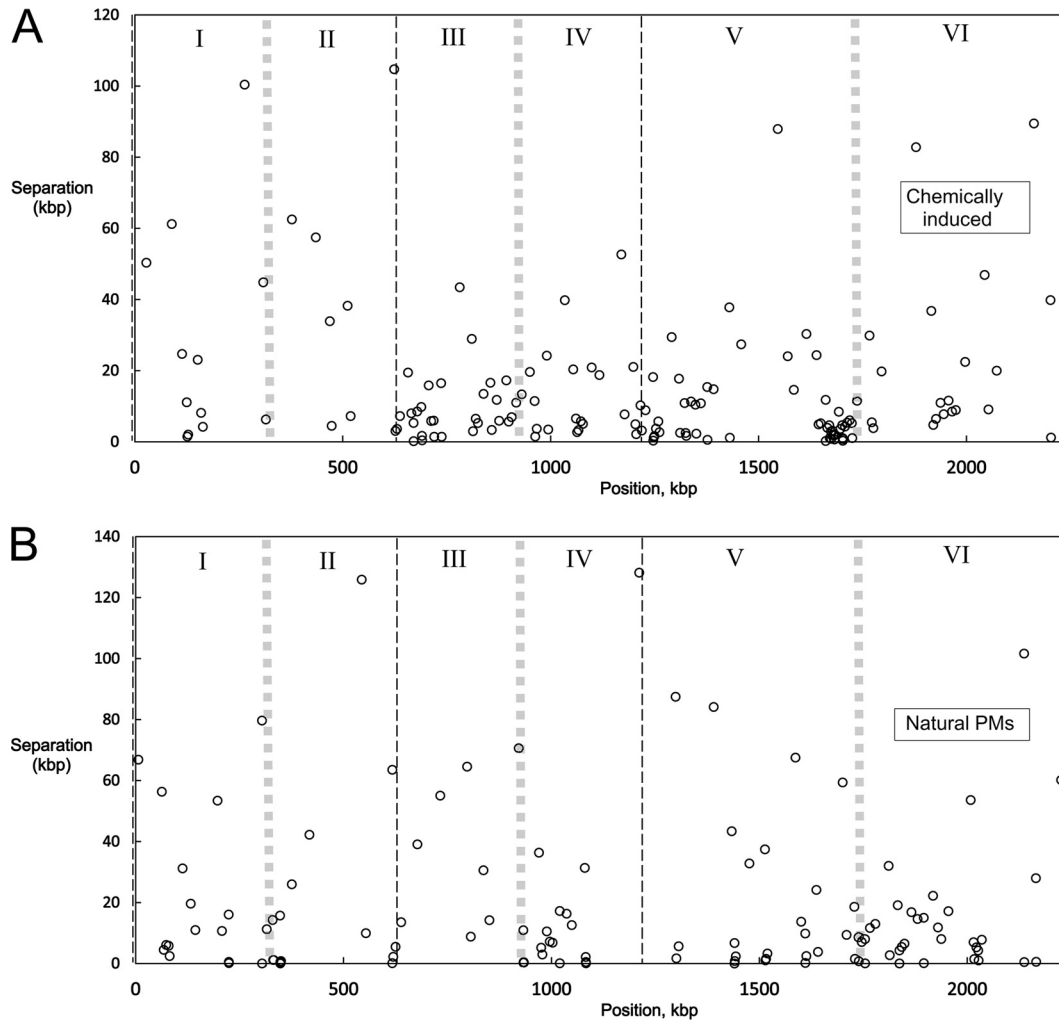 A
I II III IV V VI
120
100
80
60
40
20
0
Separation
(kbp)
Chemically
induced
0 500 1000 1500 2000
Position, kbp
B
I II III IV V VI
140
120
100
80
60
40
20
0
Separation
(kbp)
Natural PMs
0 500 1000 1500 2000
Position, kbp